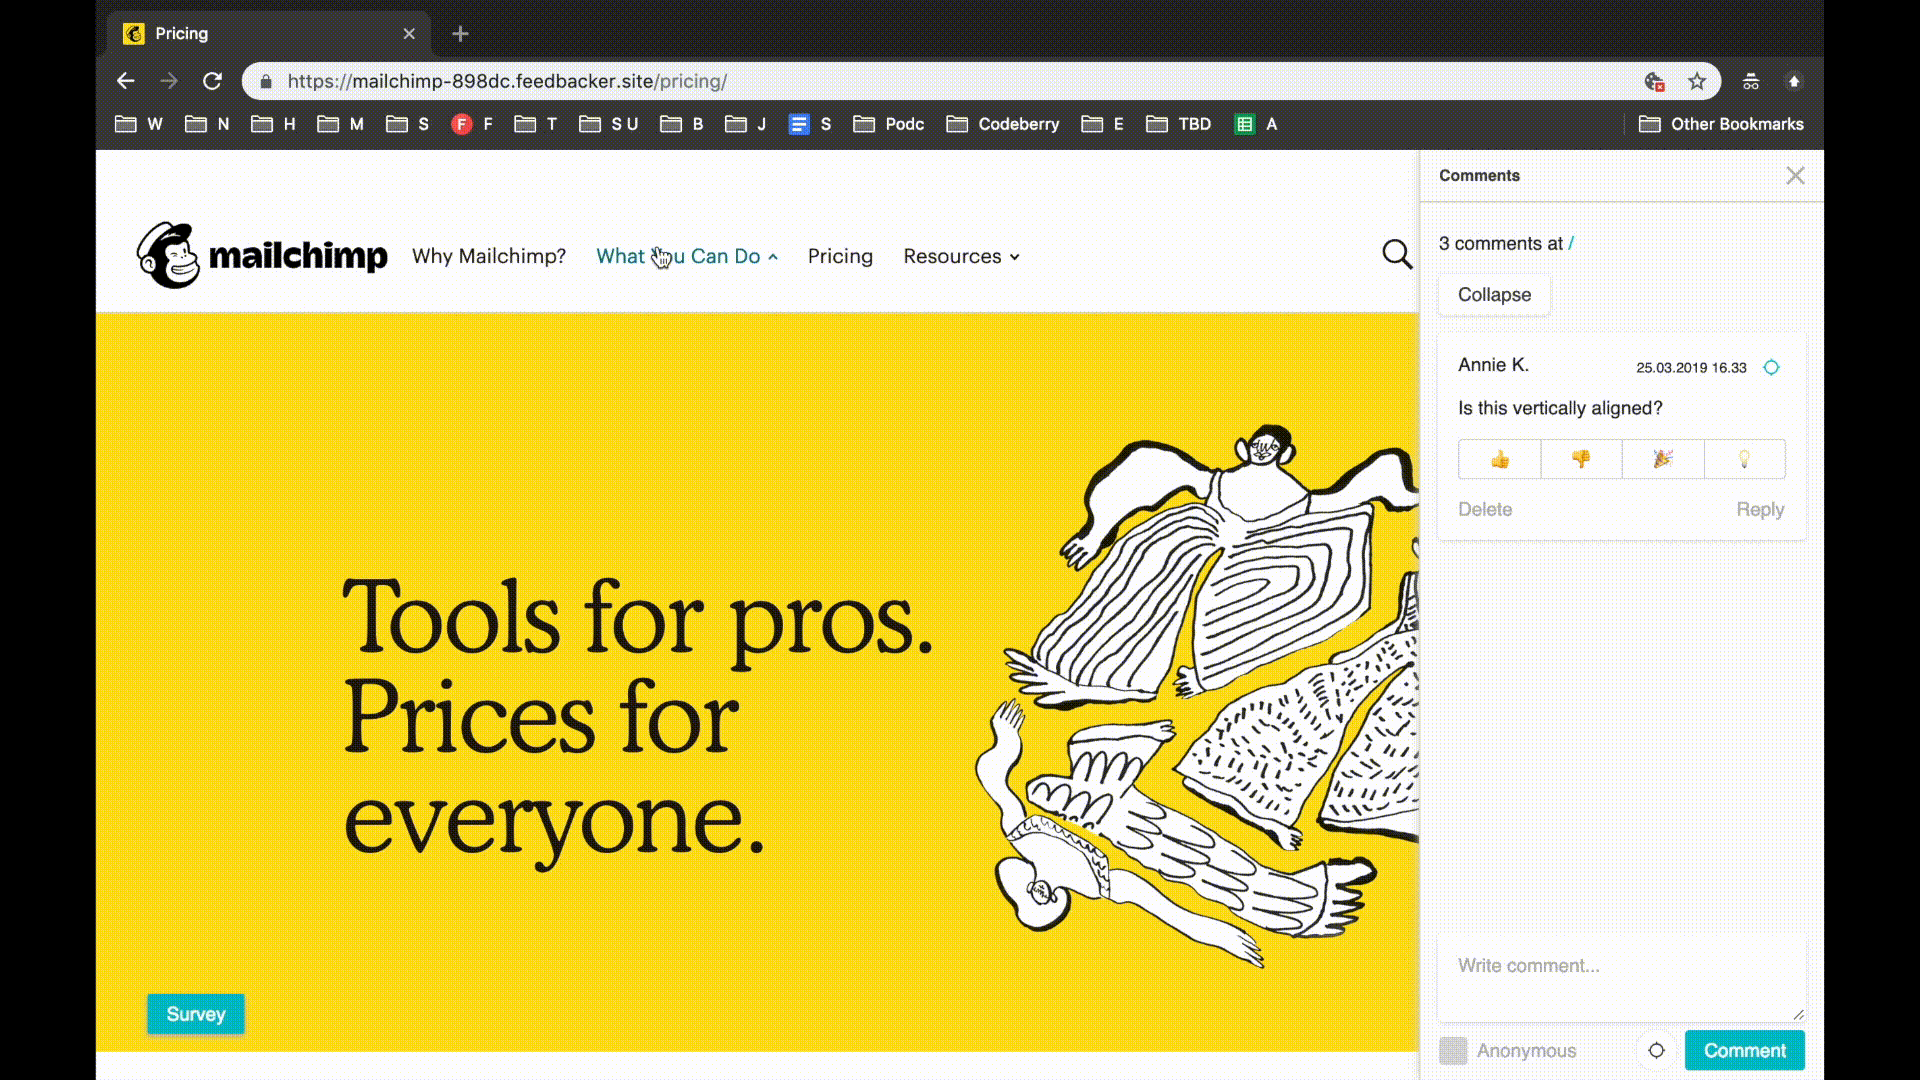 Pricing
https://mailchimp-898dc.feedbacker.site/pricing/
W N H M S F F T S U B J S Podc Codeberry E TBD A Other Bookmarks
Comments
mailchimp Why Mailchimp? What You Can Do Pricing Resources
3 comments at /
Collapse
Annie K. 25.03.2019 16.33
Is this vertically aligned?
Delete Reply
Tools for pros.
Prices for
everyone.
Write comment...
Survey
Anonymous Comment